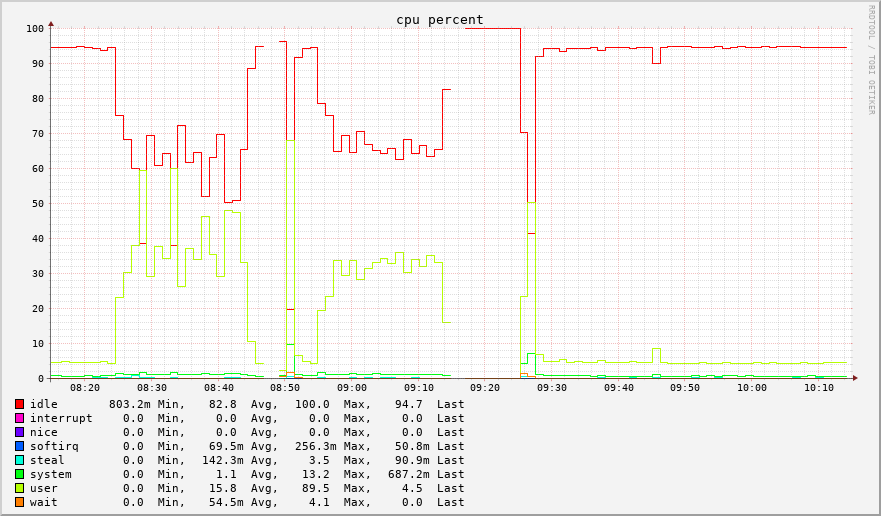 cpu percent
RRDTOOL / TOBI OETIKER
100
90
80
70
60
50
40
30
20
10
0
08:20 08:30 08:40 08:50 09:00 09:10 09:20 09:30 09:40 09:50 10:00 10:10
idle 803.2m Min, 82.8 Avg, 100.0 Max, 94.7 Last
interrupt 0.0 Min, 0.0 Avg, 0.0 Max, 0.0 Last
nice 0.0 Min, 0.0 Avg, 0.0 Max, 0.0 Last
softirq 0.0 Min, 69.5m Avg, 256.3m Max, 50.8m Last
steal 0.0 Min, 142.3m Avg, 3.5 Max, 90.9m Last
system 0.0 Min, 1.1 Avg, 13.2 Max, 687.2m Last
user 0.0 Min, 15.8 Avg, 89.5 Max, 4.5 Last
wait 0.0 Min, 54.5m Avg, 4.1 Max, 0.0 Last